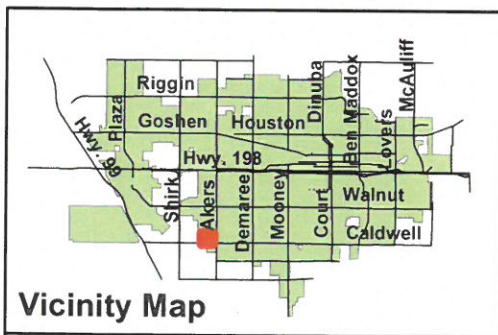 Riggin
Goshen
Houston
Hwy. 99
Hwy. 198
Plaza
Shirk
Akers
Demaree
Mooney
Court
Dinuba
Ben Maddox
Lovers
McAuliff
Walnut
Caldwell
Vicinity Map